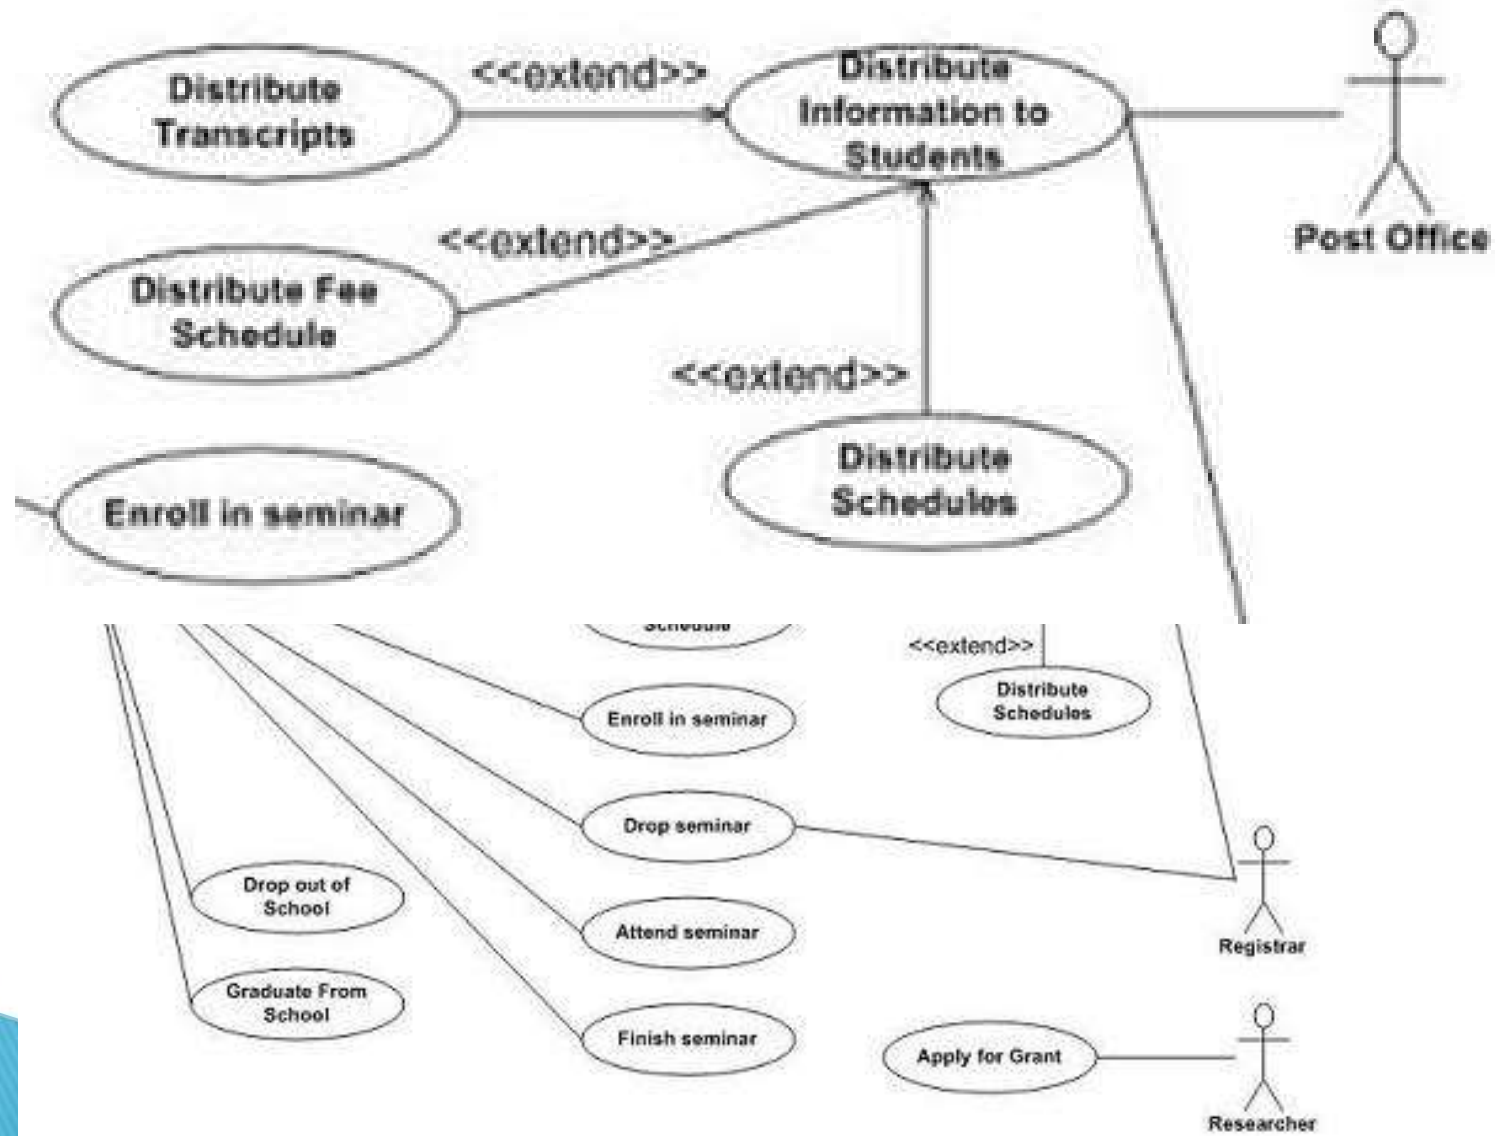 Distribute
Transcripts
<<extend>>
Distribute
Information to
Students
Post Office
<<extend>>
Distribute Fee
Schedule
<<extend>>
Distribute
Schedules
Enroll in seminar
Schedule
<<extend>>
Distribute
Schedules
Enroll in seminar
Drop seminar
Drop out of
School
Attend seminar
Registrar
Graduate From
School
Finish seminar
Apply for Grant
Researcher